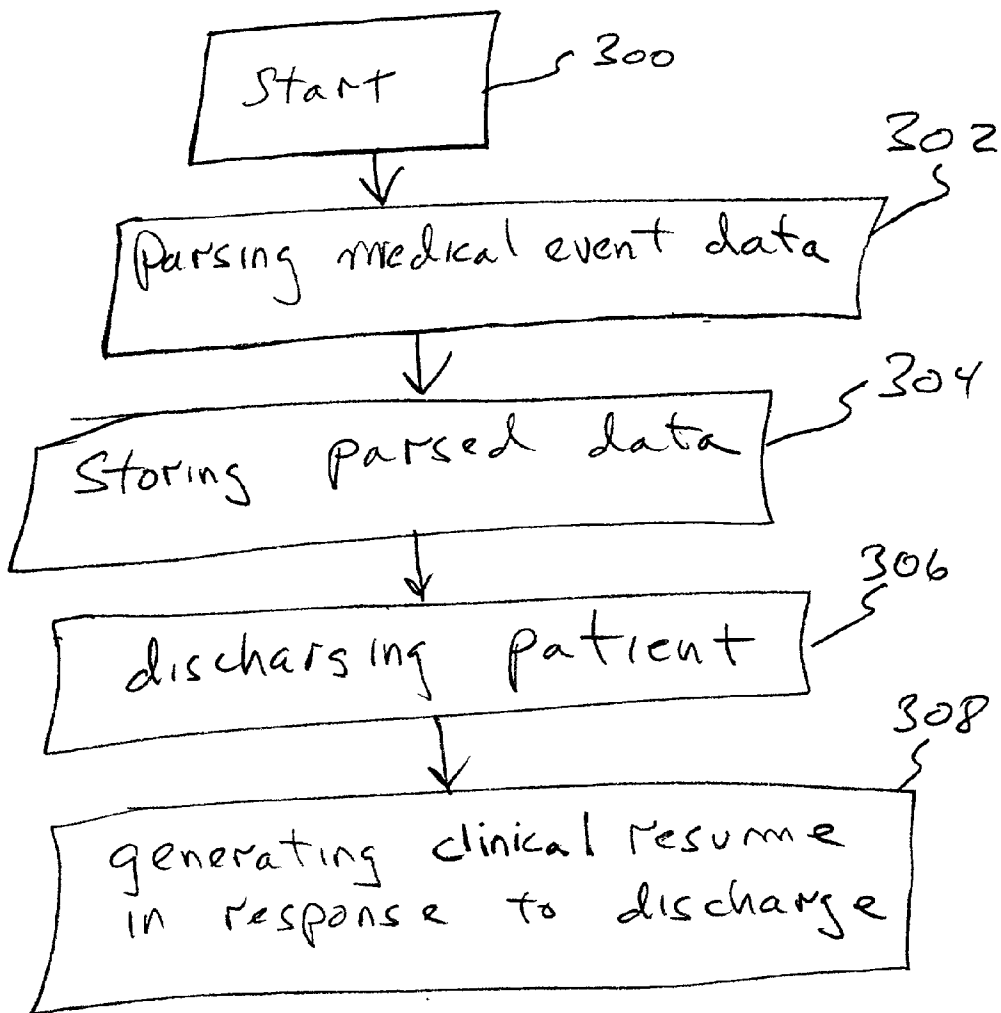 Start
300
302
Parsing medical event data
304
Storing parsed data
306
discharging patient
308
generating clinical resume
in response to discharge